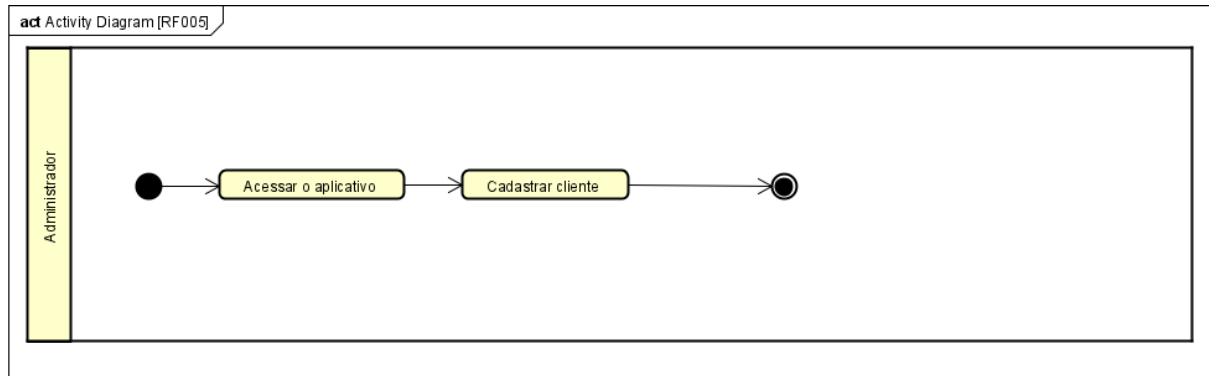 act Activity Diagram [RF005]
Administrador
Acessar o aplicativo
Cadastrar cliente